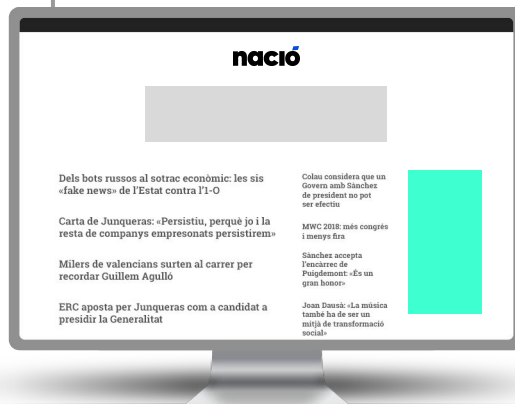 nació
Dels bots russos al sotrac econòmic: les sis
«fake news» de l'Estat contra l'1-O
Carta de Junqueras: «Persistiu, perquè jo i la
resta de companys empresonats persistirem»
Milers de valencians surten al carrer per
recordar Guillem Agulló
ERC aposta per Junqueras com a candidat a
presidir la Generalitat
Colau considera que un
Govern amb Sànchez
de president no pot
ser efectiu
MWC 2018: més congrés
i menys fira
Sànchez accepta
l'encàrrec de
Puigdemont: «És un
gran honor»
Joan Dausà: «La música
també ha de ser un
mitjà de transformació
social»